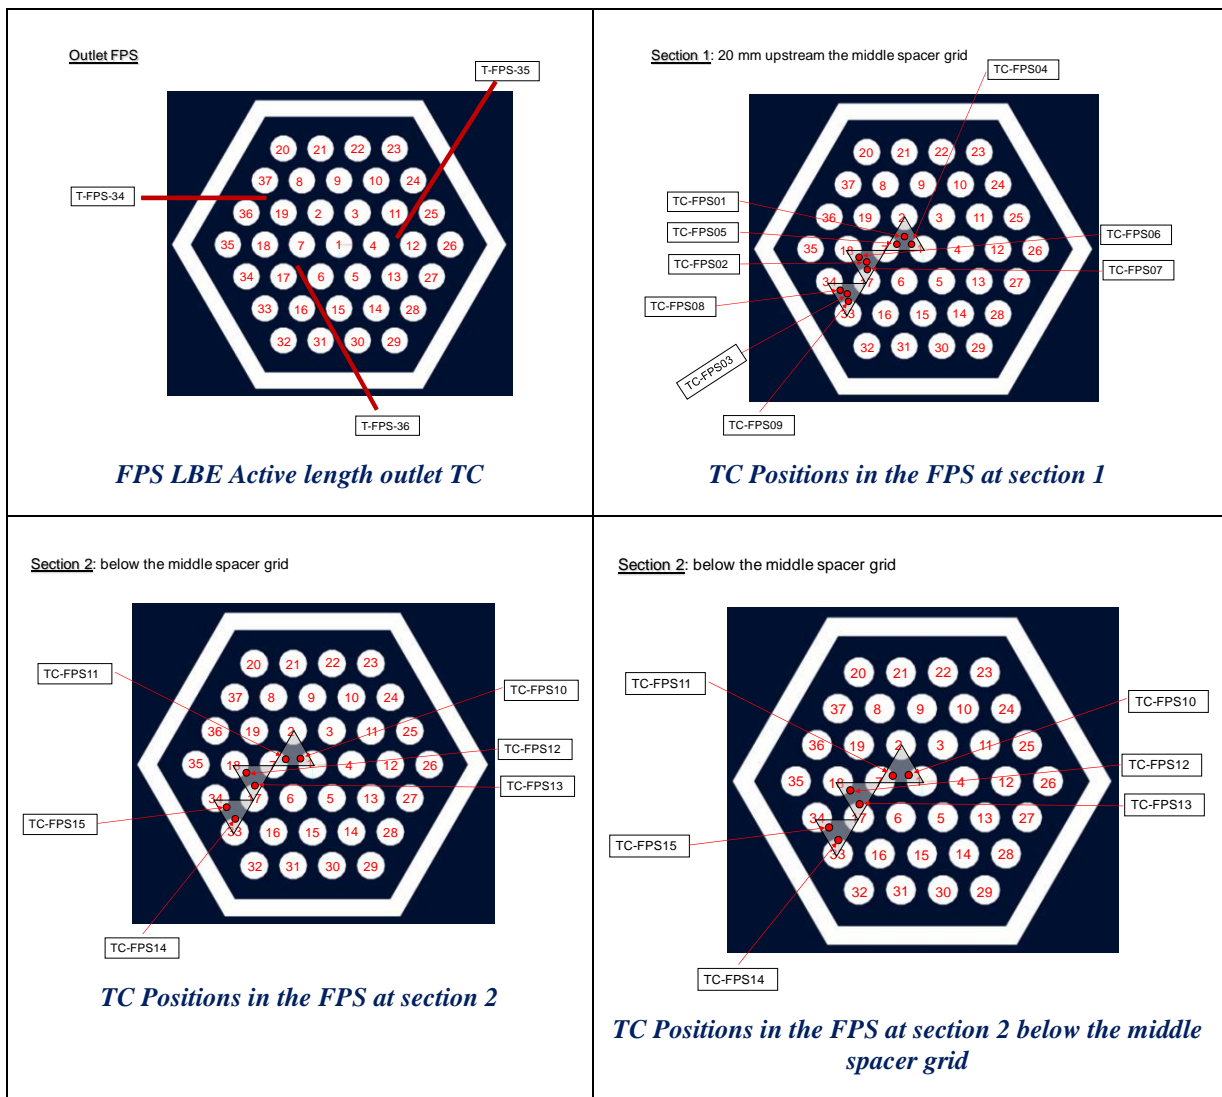 Outlet FPS
T-FPS-35
T-FPS-34
20 21 22 23
37 8 9 10 24
36 19 2 3 11 25
35 18 7 1 4 12 26
34 17 6 5 13 27
33 16 15 14 28
32 31 30 29
T-FPS-36
FPS LBE Active length outlet TC
Section 1: 20 mm upstream the middle spacer grid
TC-FPS04
TC-FPS01
TC-FPS05
TC-FPS02
TC-FPS06
TC-FPS07
TC-FPS08
TC-FPS03
TC-FPS09
20 21 22 23
37 8 9 10 24
36 19 2 3 11 25
35 18 7 1 4 12 26
34 17 6 5 13 27
33 16 15 14 28
32 31 30 29
TC Positions in the FPS at section 1
Section 2: below the middle spacer grid
TC-FPS11
TC-FPS10
TC-FPS12
TC-FPS13
TC-FPS15
TC-FPS14
20 21 22 23
37 8 9 10 24
36 19 2 3 11 25
35 18 7 1 4 12 26
34 17 6 5 13 27
33 16 15 14 28
32 31 30 29
TC Positions in the FPS at section 2
Section 2: below the middle spacer grid
TC-FPS11
TC-FPS10
TC-FPS12
TC-FPS13
TC-FPS15
TC-FPS14
20 21 22 23
37 8 9 10 24
36 19 2 3 11 25
35 18 7 1 4 12 26
34 17 6 5 13 27
33 16 15 14 28
32 31 30 29
TC Positions in the FPS at section 2 below the middle
spacer grid